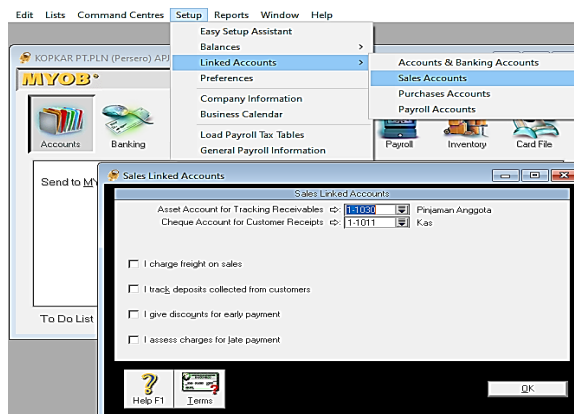 Edit Lists Command Centres Setup Reports Window Help
Easy Setup Assistant
Balances
Linked Accounts
Preferences
Company Information
Business Calendar
Load Payroll Tax Tables
General Payroll Information
Accounts & Banking Accounts
Sales Accounts
Purchases Accounts
Payroll Accounts
KOPKAR PT.PLN (Persero) APJ
MYOB
Accounts Banking Payroll Inventory Card File
Send to
To Do List
Sales Linked Accounts
Sales Linked Accounts
Asset Account for Tracking Receivables 1-1030 Pinjaman Anggota
Cheque Account for Customer Receipts 1-1011 Kas
I charge freight on sales
I track deposits collected from customers
I give discounts for early payment
I assess charges for late payment
Help F1 Terms OK